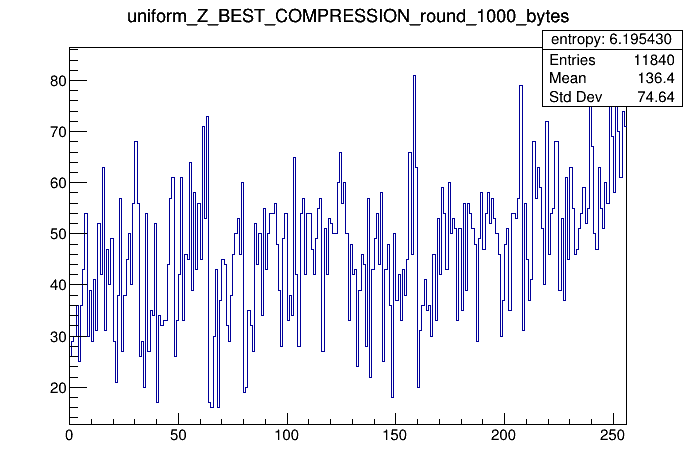 uniform_Z_BEST_COMPRESSION_round_1000_bytes
entropy: 6.195430
Entries 11840
Mean 136.4
Std Dev 74.64
80
70
60
50
40
30
20
0 50 100 150 200 250